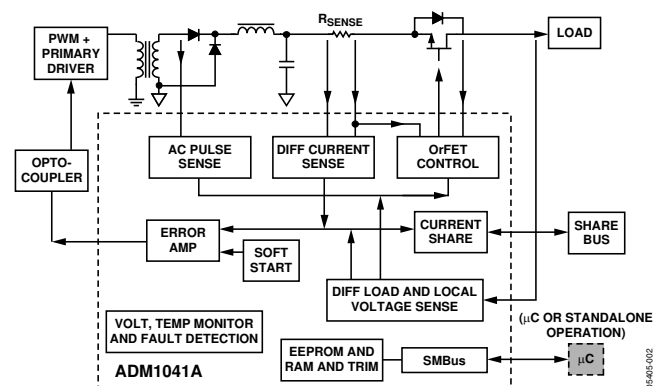 PWM +
PRIMARY
DRIVER
RSENSE
LOAD
OPTO-
COUPLER
AC PULSE
SENSE
DIFF CURRENT
SENSE
OrFET
CONTROL
ERROR
AMP
SOFT
START
CURRENT
SHARE
SHARE
BUS
DIFF LOAD AND LOCAL
VOLTAGE SENSE
VOLT, TEMP MONITOR
AND FAULT DETECTION
(µC OR STANDALONE
OPERATION)
EEPROM AND
RAM AND TRIM
SMBus
µC
ADM1041A
05405-002